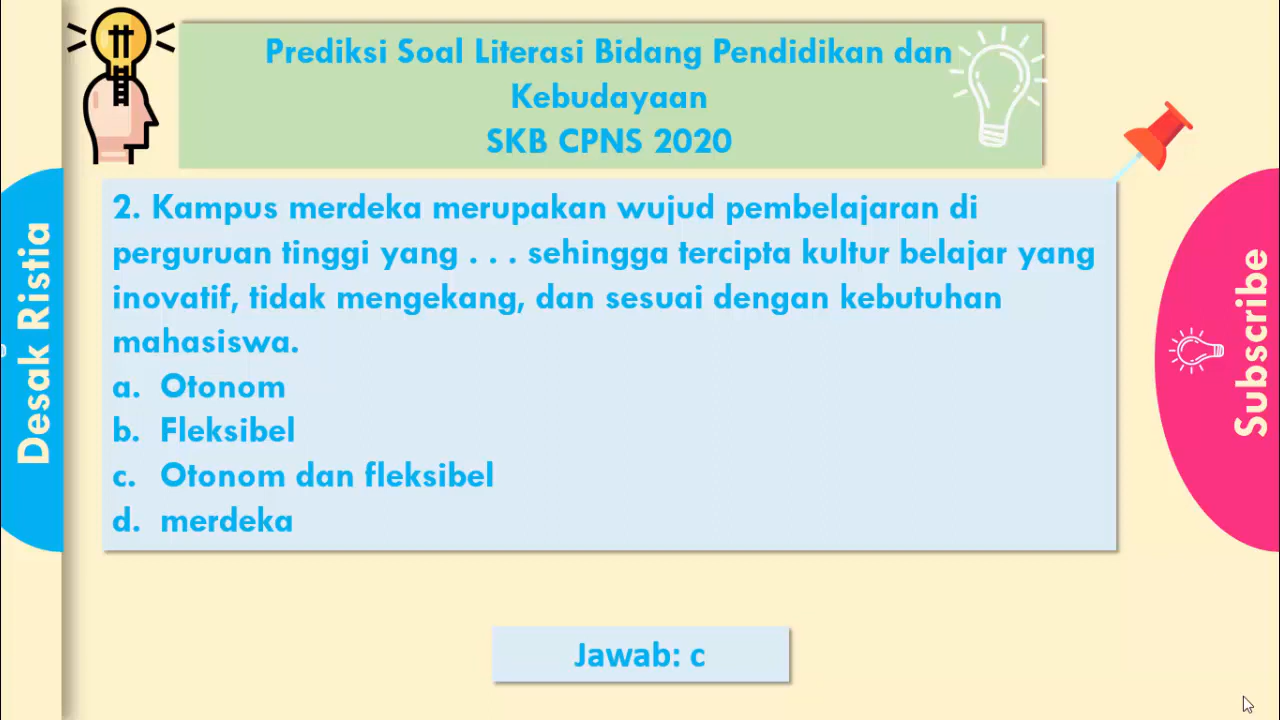 Prediksi Soal Literasi Bidang Pendidikan dan
Kebudayaan
SKB CPNS 2020
Desak Ristia
2. Kampus merdeka merupakan wujud pembelajaran di
perguruan tinggi yang . . . sehingga tercipta kultur belajar yang
inovatif, tidak mengekang, dan sesuai dengan kebutuhan
mahasiswa.
a. Otonom
b. Fleksibel
c. Otonom dan fleksibel
d. merdeka
Subscribe
Jawab: c